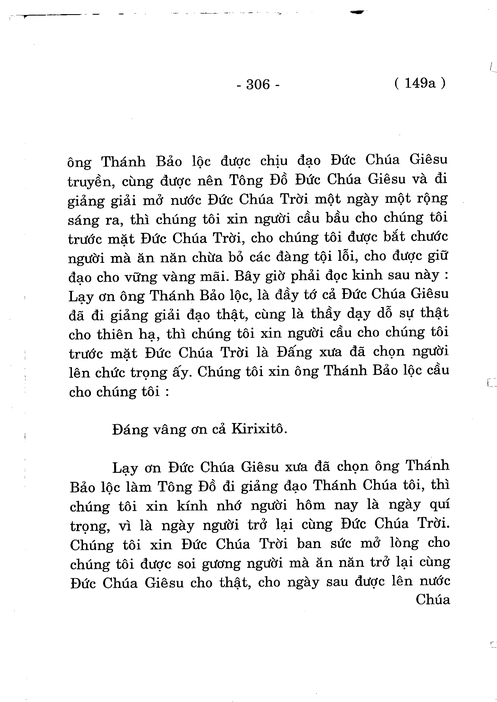 - 306 - ( 149a )
ông Thánh Bảo lộc được chịu đạo Đức Chúa Giêsu
truyền, cùng được nên Tông Đồ Đức Chúa Giêsu và đi
giảng giải mở nước Đức Chúa Trời một ngày một rộng
sáng ra, thì chúng tôi xin người cầu bầu cho chúng tôi
trước mặt Đức Chúa Trời, cho chúng tôi được bắt chước
người mà ăn năn chừa bỏ các đàng tội lỗi, cho được giữ
đạo cho vững vàng mãi. Bây giờ phải đọc kinh sau này :
Lạy ơn ông Thánh Bảo lộc, là đầy tớ cả Đức Chúa Giêsu
đã đi giảng giải đạo thật, cùng là thầy dạy dỗ sự thật
cho thiên hạ, thì chúng tôi xin người cầu cho chúng tôi
trước mặt Đức Chúa Trời là Đấng xưa đã chọn người
lên chức trọng ấy. Chúng tôi xin ông Thánh Bảo lộc cầu
cho chúng tôi :
Đáng vâng ơn cả Kirixitô.
Lạy ơn Đức Chúa Giêsu xưa đã chọn ông Thánh
Bảo lộc làm Tông Đồ đi giảng đạo Thánh Chúa tôi, thì
chúng tôi xin kính nhớ người hôm nay là ngày quí
trọng, vì là ngày người trở lại cùng Đức Chúa Trời.
Chúng tôi xin Đức Chúa Trời ban sức mở lòng cho
chúng tôi được soi gương người mà ăn năn trở lại cùng
Đức Chúa Giêsu cho thật, cho ngày sau được lên nước
Chúa